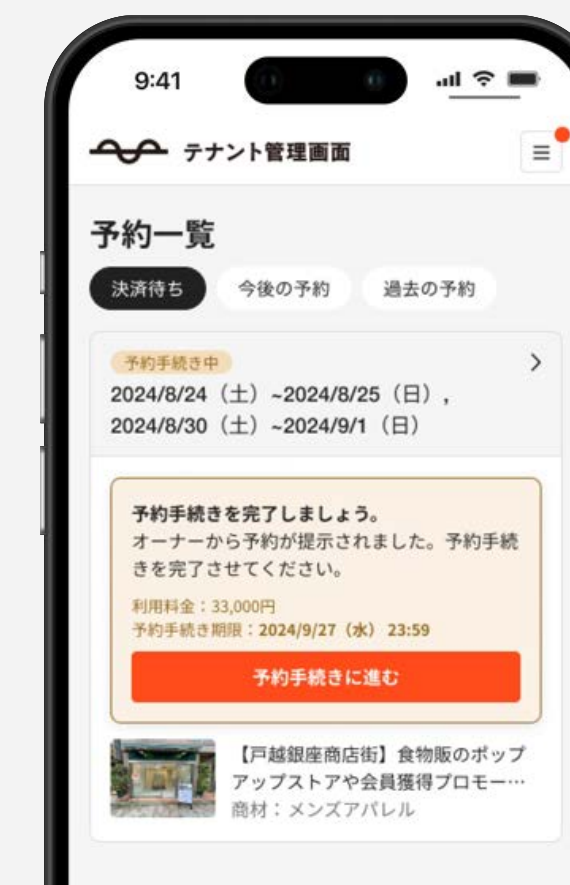 9:41
テナント管理画面
予約一覧
決済待ち 今後の予約 過去の予約
予約手続き中
2024/8/24（土）~2024/8/25（日）,
2024/8/30（土）~2024/9/1（日）
予約手続きを完了しましょう。
オーナーから予約が提示されました。予約手続
きを完了させてください。
利用料金：33,000円
予約手続き期限：2024/9/27（水） 23:59
予約手続きに進む
【戸越銀座商店街】食物販のポップ
アップストアや会員獲得プロモー…
商材：メンズアパレル